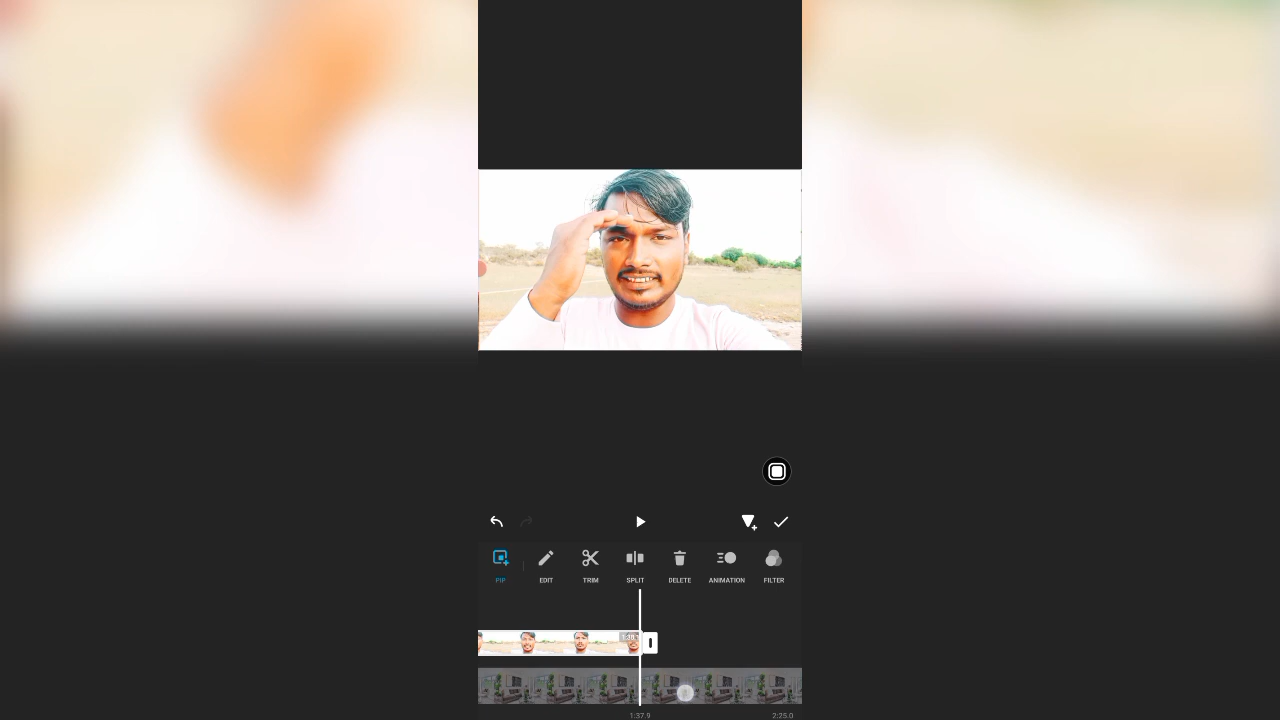 PIP
EDIT
TRIM
SPLIT
DELETE
ANIMATION
FILTER
1:37.9
2:25.0